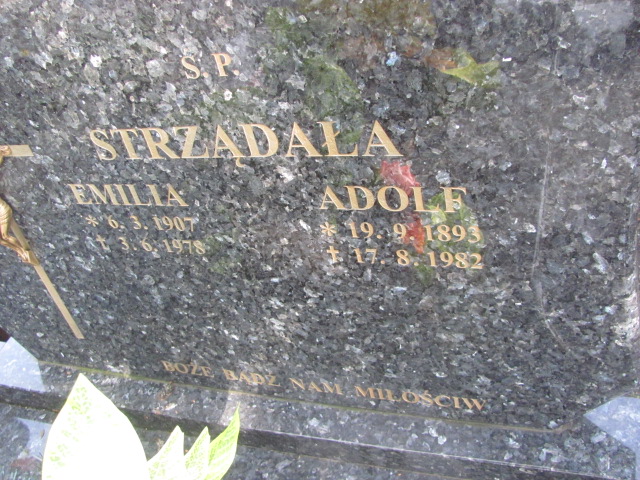 S.P.
STRZĄDAŁA
EMILIA ADOLF
* 6.3.1907 * 19.9.1893
† 3.6.1978 † 17.8.1982
BOŻE BĄDŹ NAM MIŁOŚCIW